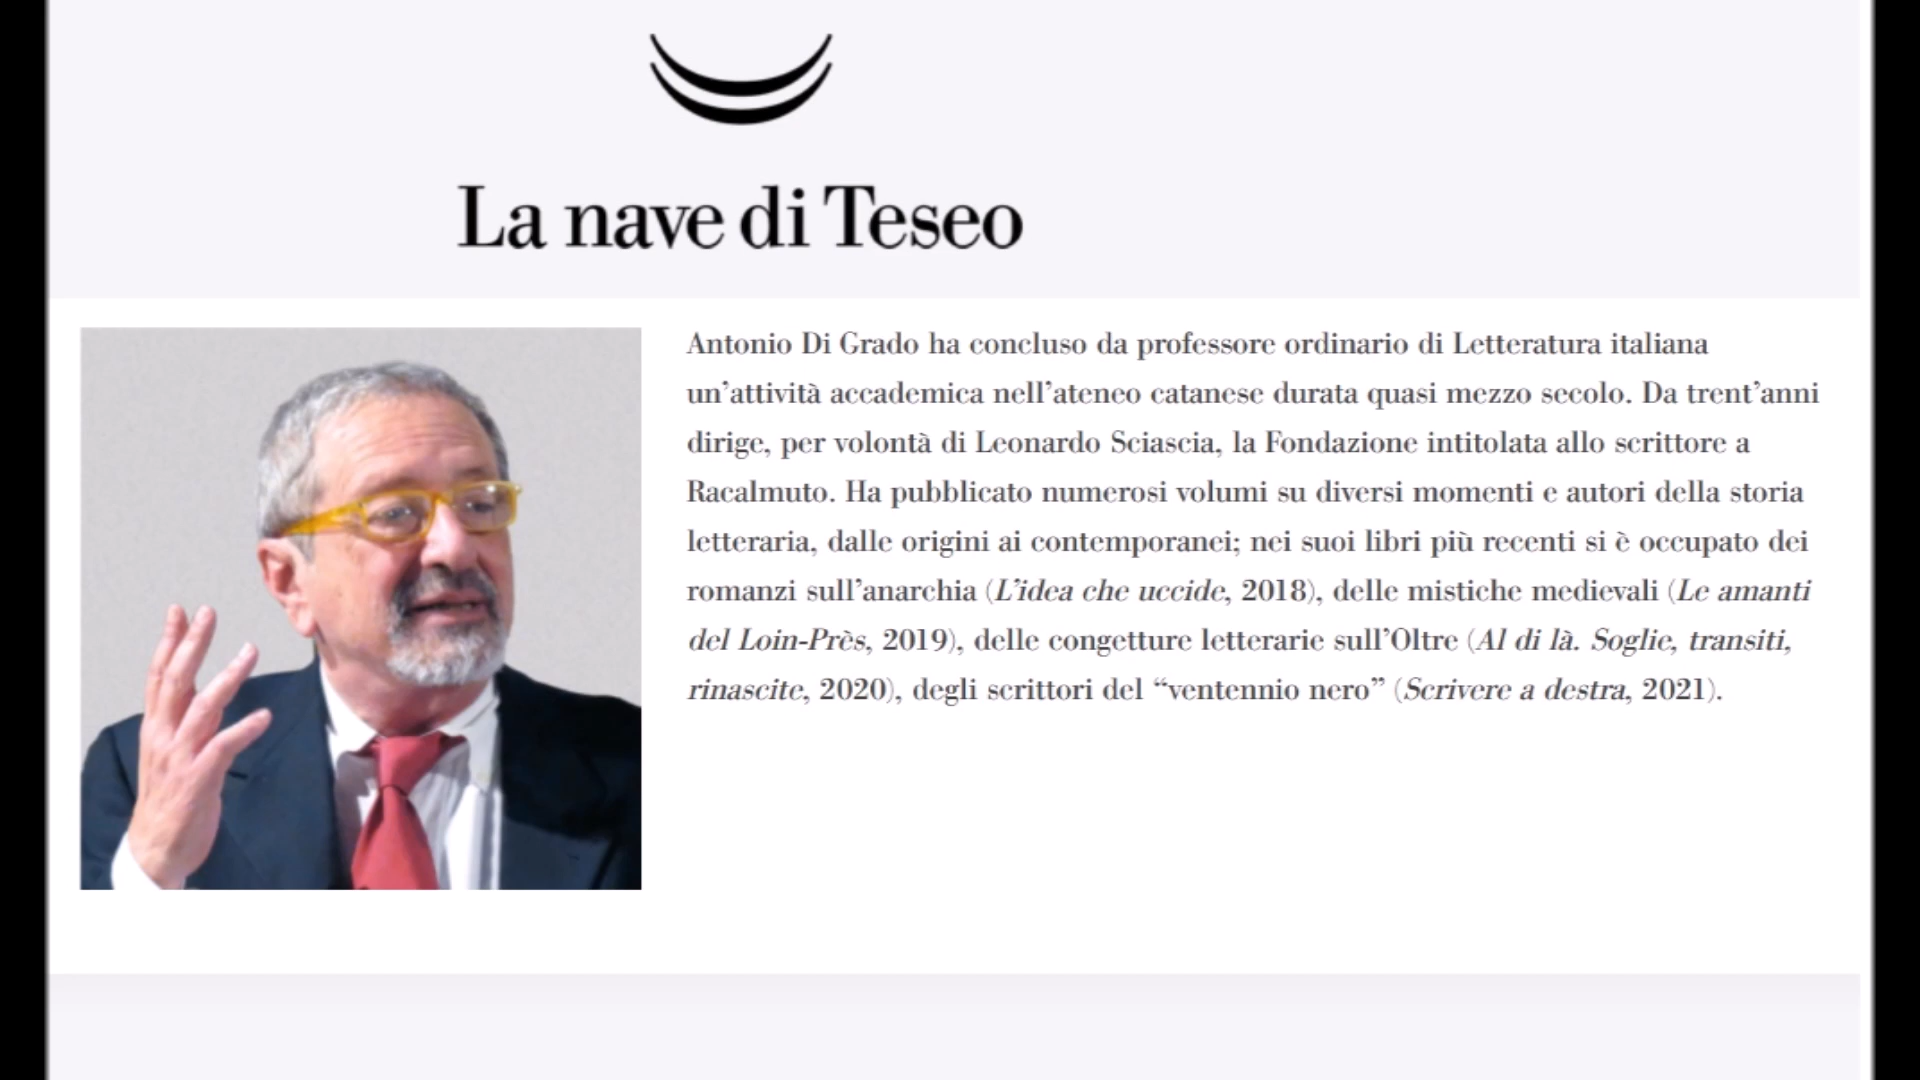 La nave di Teseo
Antonio Di Grado ha concluso da professore ordinario di Letteratura italiana
un’attività accademica nell’ateneo catanese durata quasi mezzo secolo. Da trent’anni
dirige, per volontà di Leonardo Sciascia, la Fondazione intitolata allo scrittore a
Racalmuto. Ha pubblicato numerosi volumi su diversi momenti e autori della storia
letteraria, dalle origini ai contemporanei; nei suoi libri più recenti si è occupato dei
romanzi sull’anarchia (L’idea che uccide, 2018), delle mistiche medievali (Le amanti
del Loin-Près, 2019), delle congetture letterarie sull’Oltre (Al di là. Soglie, transiti,
rinascite, 2020), degli scrittori del “ventennio nero” (Scrivere a destra, 2021).